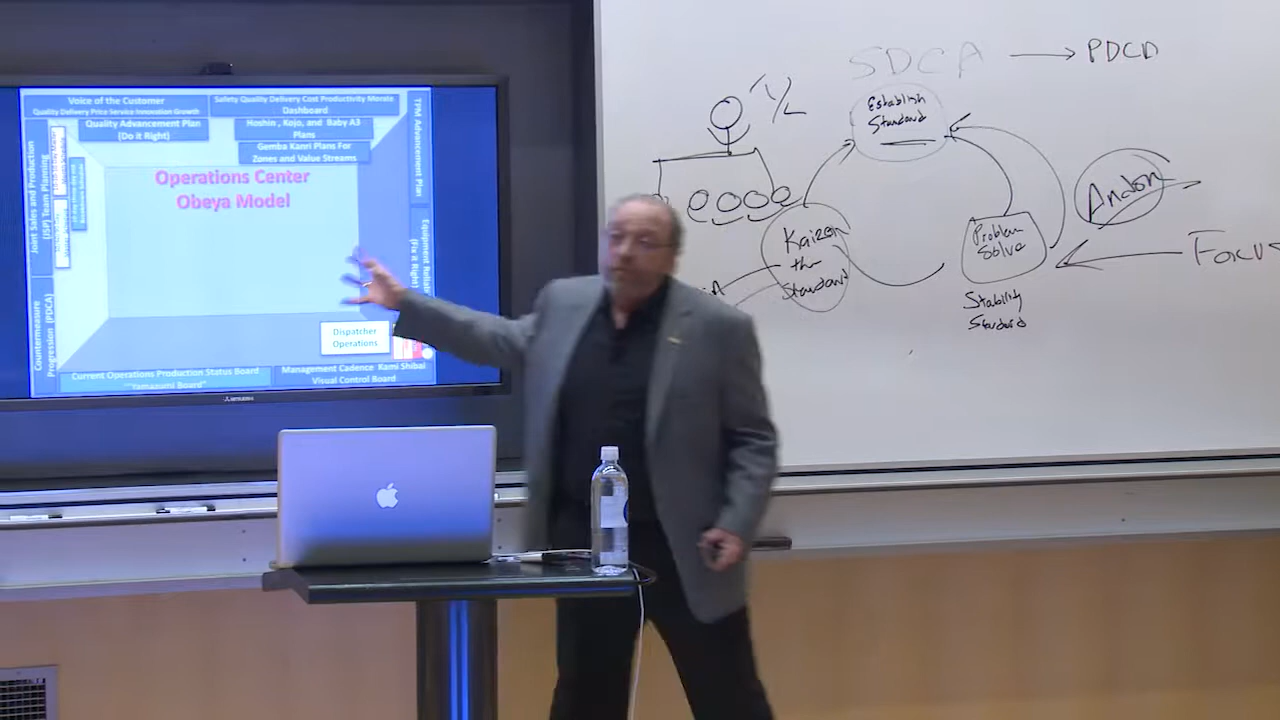 Voice of the Customer
Quality Delivery Price Service Innovation Growth
Safety Quality Delivery Cost Productivity Morale
Dashboard
Quality Advancement Plan
(Do it Right)
Hoshin , Kojo, and Baby A3
Plans
Gemba Kanri Plans For
Zones and Value Streams
Operations Center
Obeya Model
Joint Sales and Production
(JSP) Team Planning
Countermeasure
Progression (PDCA)
TPM Advancement Plan
Equipment
(Fix it Right)
Dispatcher
Operations
Current Operations Production Status Board
"Yamazumi Board"
Management Cadence Kami Shibai
Visual Control Board
SDCA → PDCD
Establish
Standard
Andon
Kaizen
the
Standard
Problem
Solve
Focus
Stability
Standard